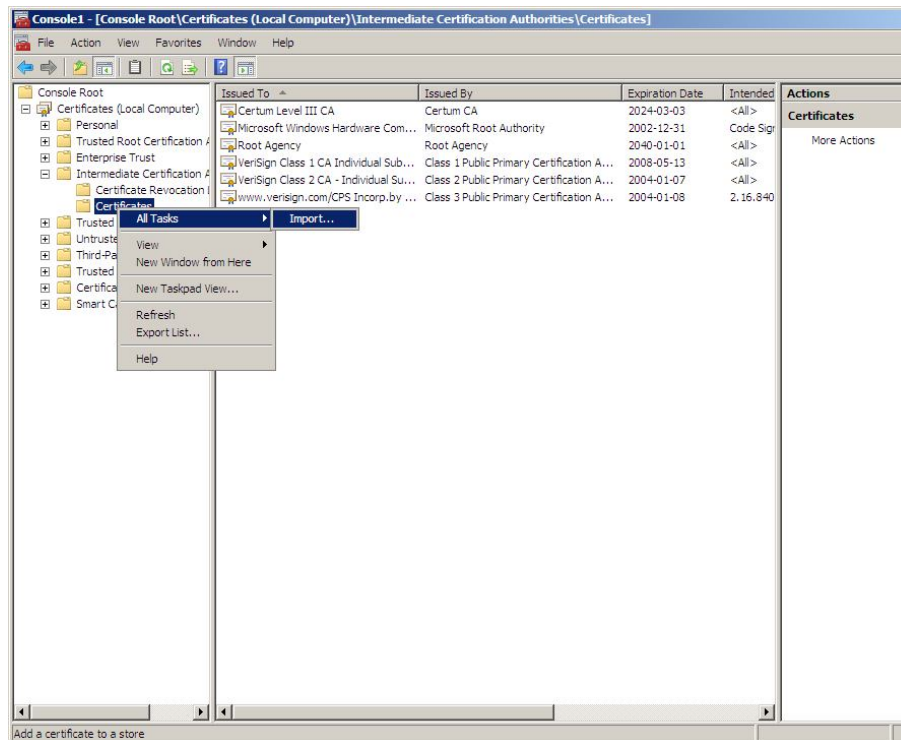 Console1 - [Console Root\Certificates (Local Computer)\Intermediate Certification Authorities\Certificates]
File Action View Favorites Window Help
Console Root
Certificates (Local Computer)
Personal
Trusted Root Certification A
Enterprise Trust
Intermediate Certification A
Certificate Revocation
Certificates
Trusted
Untruste
Third-Pa
Trusted
Certifica
Smart Ca
All Tasks
Import...
View
New Window from Here
New Taskpad View...
Refresh
Export List...
Help
Issued To Issued By Expiration Date Intended
Certum Level III CA Certum CA 2024-03-03 <All>
Microsoft Windows Hardware Com... Microsoft Root Authority 2002-12-31 Code Sign
Root Agency Root Agency 2040-01-01 <All>
VeriSign Class 1 CA Individual Sub... Class 1 Public Primary Certification A... 2008-05-13 <All>
VeriSign Class 2 CA - Individual Su... Class 2 Public Primary Certification A... 2004-01-07 <All>
www.verisign.com/CPS Incorp.by ... Class 3 Public Primary Certification A... 2004-01-08 2.16.840
Actions
Certificates
More Actions
Add a certificate to a store